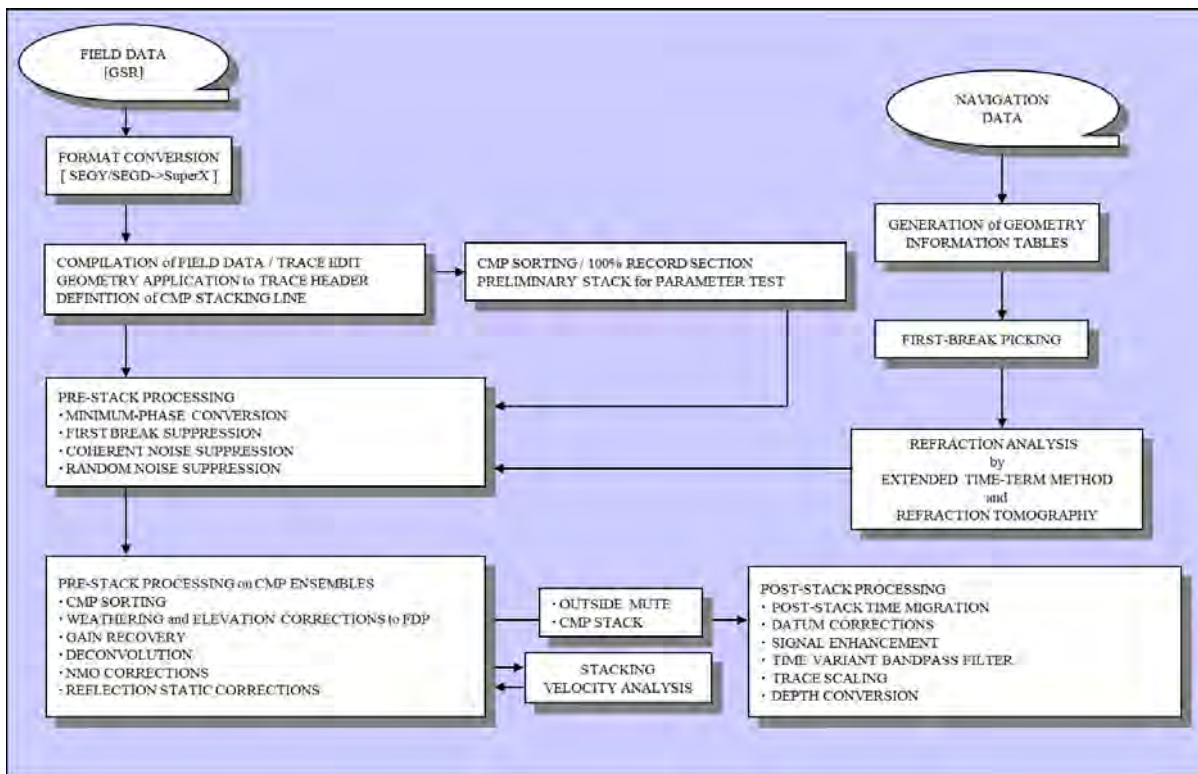 FIELD DATA
[GSR]
FORMAT CONVERSION
[ SEGY/SEGD->SuperX ]
COMPILATION of FIELD DATA / TRACE EDIT
GEOMETRY APPLICATION to TRACE HEADER
DEFINITION of CMP STACKING LINE
CMP SORTING / 100% RECORD SECTION
PRELIMINARY STACK for PARAMETER TEST
NAVIGATION
DATA
GENERATION of GEOMETRY
INFORMATION TABLES
FIRST-BREAK PICKING
REFRACTION ANALYSIS
by
EXTENDED TIME-TERM METHOD
and
REFRACTION TOMOGRAPHY
PRE-STACK PROCESSING
・MINIMUM-PHASE CONVERSION
・FIRST BREAK SUPPRESSION
・COHERENT NOISE SUPPRESSION
・RANDOM NOISE SUPPRESSION
PRE-STACK PROCESSING on CMP ENSEMBLES
・CMP SORTING
・WEATHERING and ELEVATION CORRECTIONS to FDP
・GAIN RECOVERY
・DECONVOLUTION
・NMO CORRECTIONS
・REFLECTION STATIC CORRECTIONS
・OUTSIDE MUTE
・CMP STACK
STACKING
VELOCITY ANALYSIS
POST-STACK PROCESSING
・POST-STACK TIME MIGRATION
・DATUM CORRECTIONS
・SIGNAL ENHANCEMENT
・TIME VARIANT BANDPASS FILTER
・TRACE SCALING
・DEPTH CONVERSION